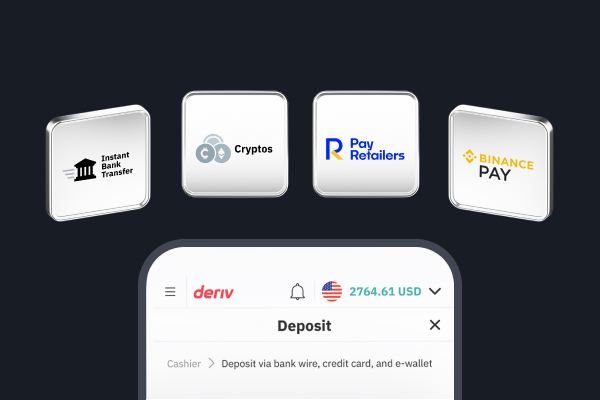 Instant
Bank
Transfer
Cryptos
Pay
Retailers
BINANCE
PAY
deriv
2764.61 USD
Deposit
Cashier > Deposit via bank wire, credit card, and e-wallet